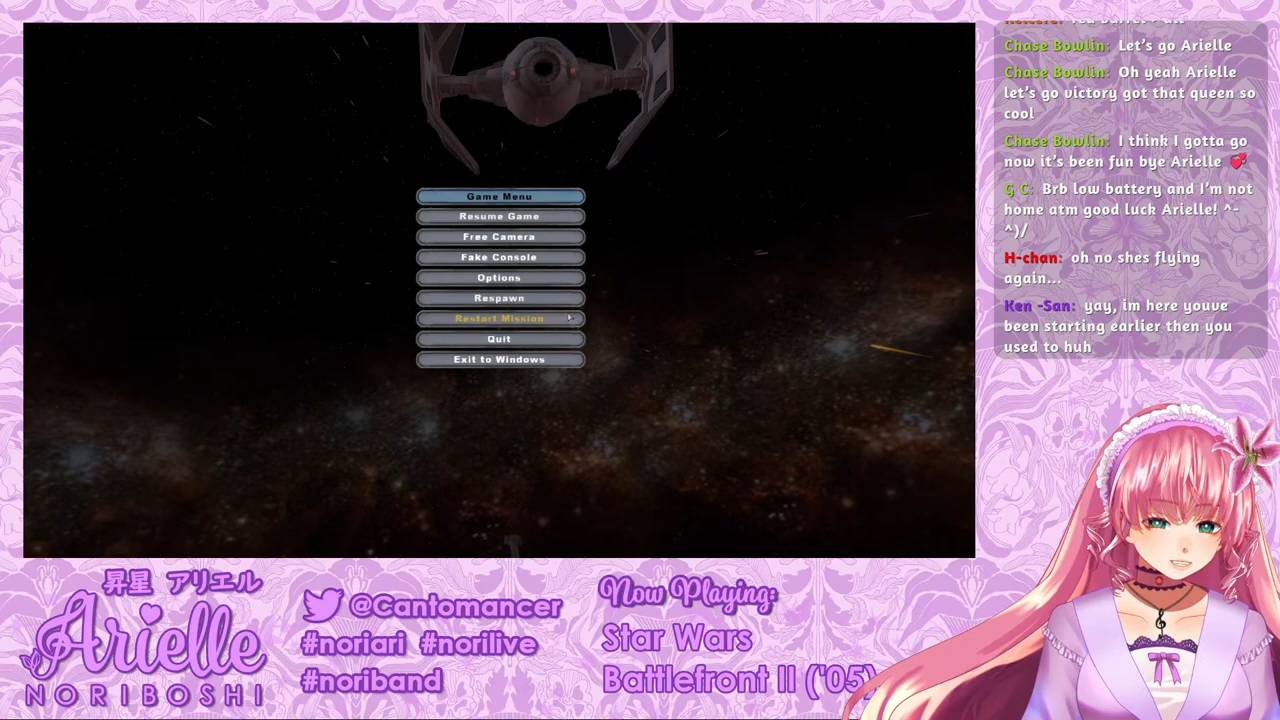 Game Menu
Resume Game
Free Camera
Fake Console
Options
Respawn
Restart Mission
Quit
Exit to Windows
Chase Bowlin: Let's go Arielle
Chase Bowlin: Oh yeah Arielle
let's go victory got that queen so
cool
Chase Bowlin: I think I gotta go
now it's been fun bye Arielle 💞
G C: Brb low battery and I'm not
home atm good luck Arielle! ^-
^)/
H-chan: oh no shes flying
again...
Ken -San: yay, im here youve
been starting earlier then you
used to huh
昇星 アリエル
Arielle
NORIBOSHI
@Cantomancer
#noriari #norilive
#noriband
Now Playing:
Star Wars
Battlefront II ('05)